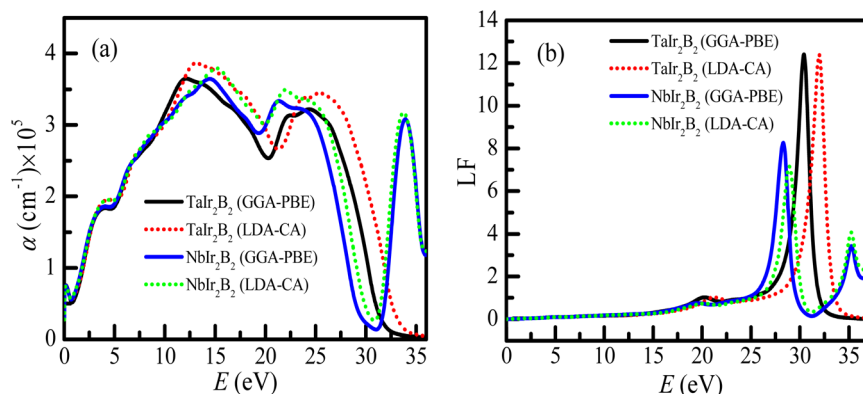 (a)
α (cm⁻¹)×10⁵
4
3
2
1
0
TaIr₂B₂ (GGA-PBE)
TaIr₂B₂ (LDA-CA)
NbIr₂B₂ (GGA-PBE)
NbIr₂B₂ (LDA-CA)
0 5 10 15 20 25 30 35
E (eV)
(b)
LF
14
12
10
8
6
4
2
0
TaIr₂B₂ (GGA-PBE)
TaIr₂B₂ (LDA-CA)
NbIr₂B₂ (GGA-PBE)
NbIr₂B₂ (LDA-CA)
0 5 10 15 20 25 30 35
E (eV)